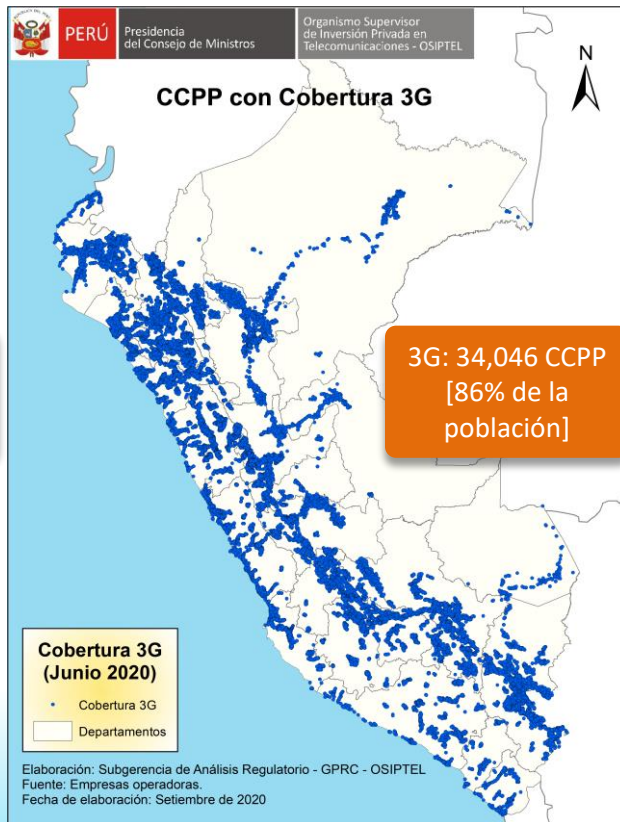 PERÚ
Presidencia
del Consejo de Ministros
Organismo Supervisor
de Inversión Privada en
Telecomunicaciones - OSIPTEL
CCPP con Cobertura 3G
N
3G: 34,046 CCPP
[86% de la
población]
Cobertura 3G
(Junio 2020)
Cobertura 3G
Departamentos
Elaboración: Subgerencia de Análisis Regulatorio - GPRC - OSIPTEL
Fuente: Empresas operadoras.
Fecha de elaboración: Setiembre de 2020